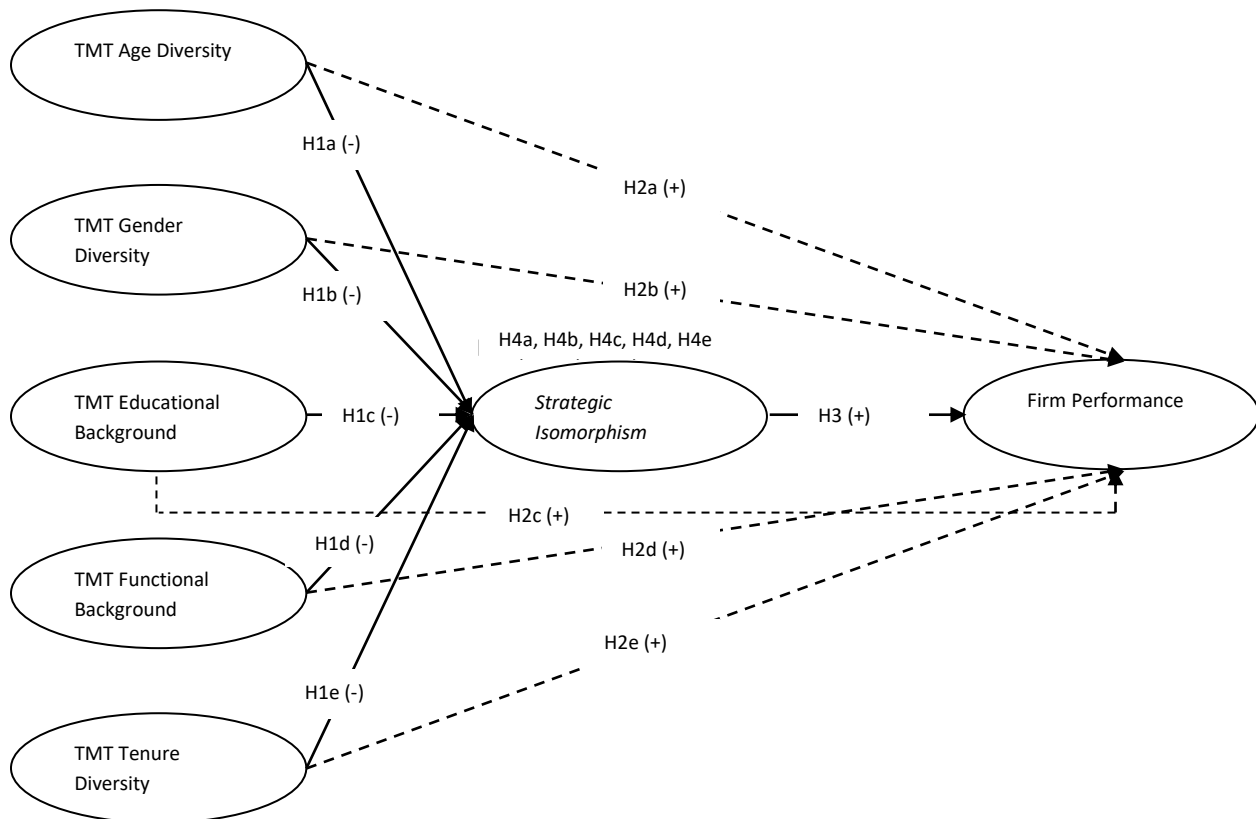 TMT Age Diversity
H1a (-)
H2a (+)
TMT Gender
Diversity
H1b (-)
H2b (+)
H4a, H4b, H4c, H4d, H4e
TMT Educational
Background
H1c (-)
Strategic
Isomorphism
H3 (+)
Firm Performance
H2c (+)
H1d (-)
H2d (+)
TMT Functional
Background
H2e (+)
H1e (-)
TMT Tenure
Diversity